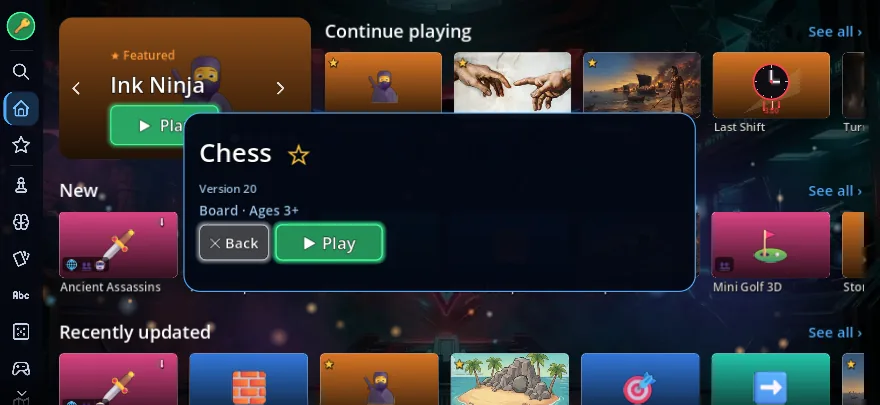 ★ Featured
Ink Ninja
Continue playing
See all ›
Last Shift
Chess
Version 20
Board · Ages 3+
Back
Play
New
See all ›
Ancient Assassins
Mini Golf 3D
Recently updated
See all ›
Abc